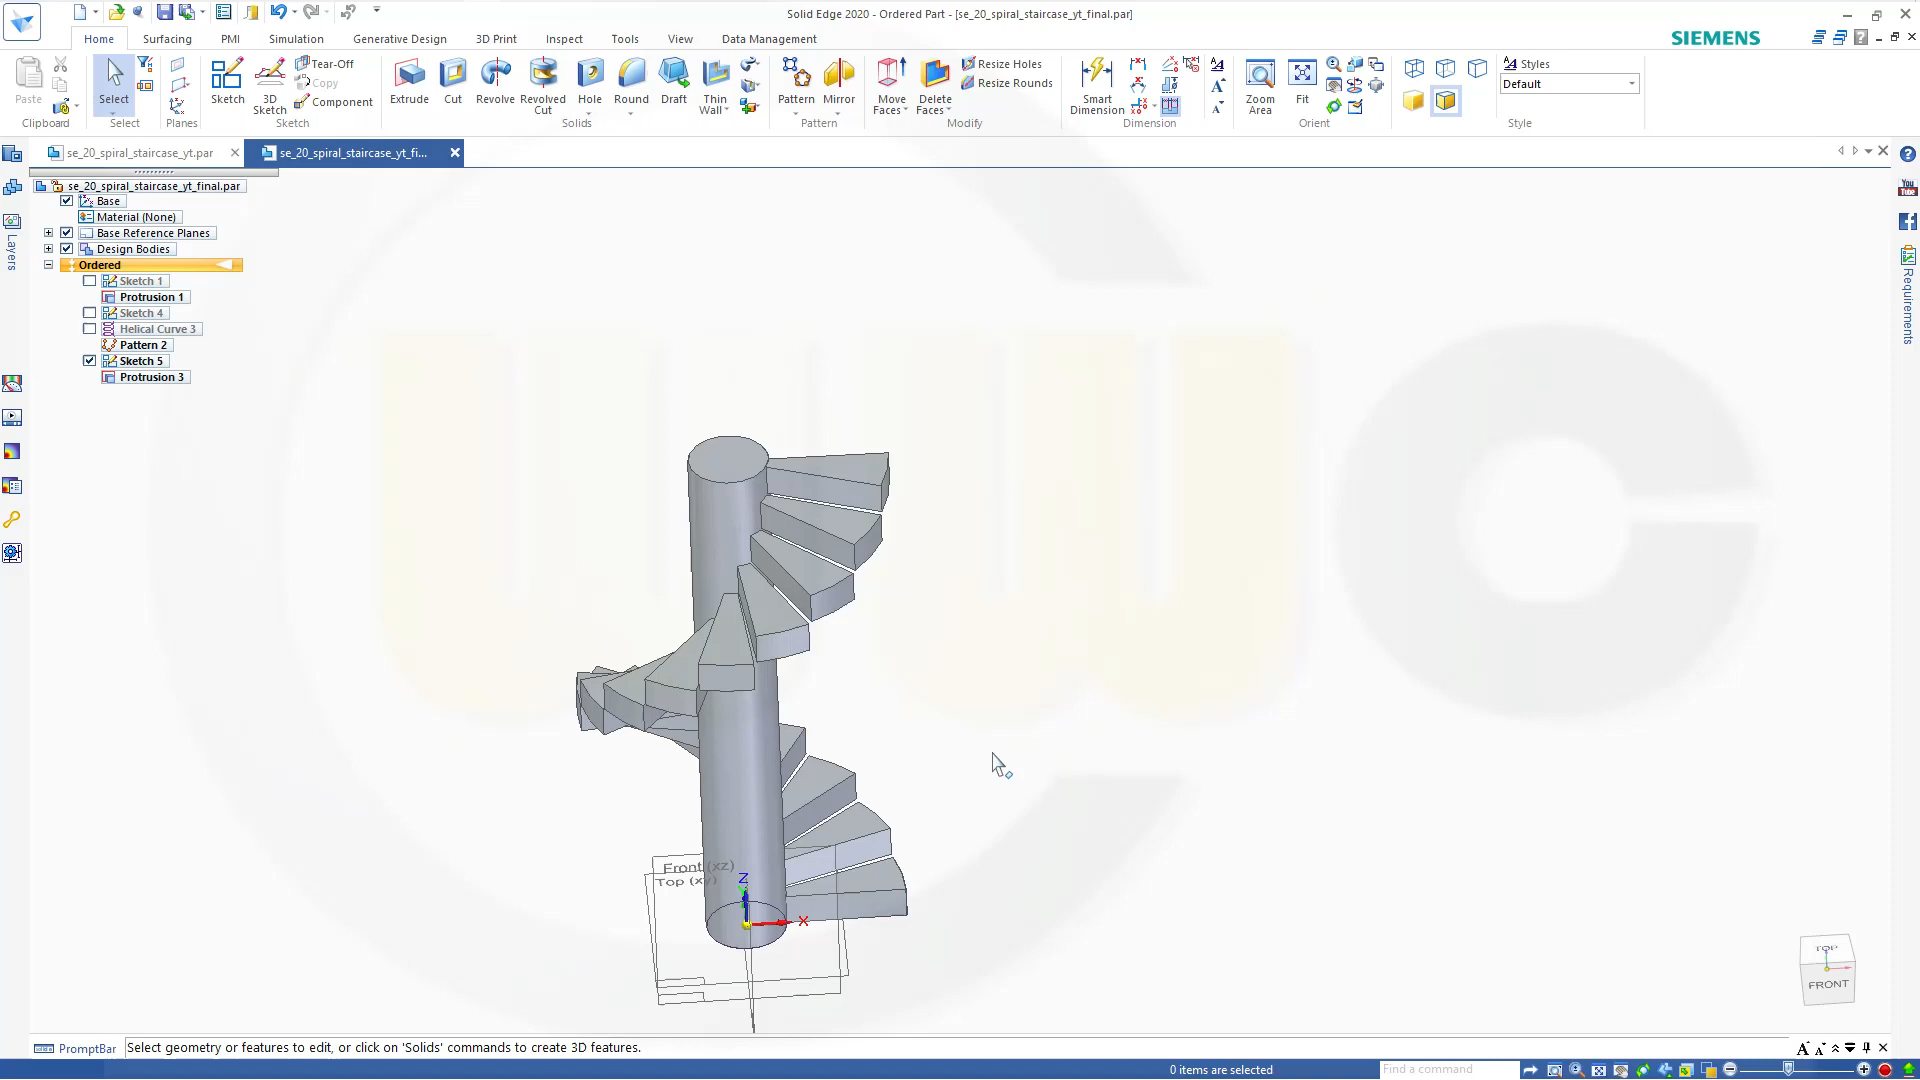 Solid Edge 2020 - Ordered Part - [se_20_spiral_staircase_yt_final.par]
Home Surfacing PMI Simulation Generative Design 3D Print Inspect Tools View Data Management
SIEMENS
Paste
Clipboard
Select
Select
Planes
Sketch
3D Sketch
Tear-Off
Copy
Component
Sketch
Extrude Cut Revolve Revolved Cut Hole Round Draft Thin Wall
Solids
Pattern Mirror
Pattern
Move Faces Delete Faces
Resize Holes
Resize Rounds
Modify
Smart Dimension
Dimension
Zoom Area Fit
Orient
Styles
Default
Style
se_20_spiral_staircase_yt.par
se_20_spiral_staircase_yt_fi...
se_20_spiral_staircase_yt_final.par
Base
Material (None)
Base Reference Planes
Design Bodies
Ordered
Sketch 1
Protrusion 1
Sketch 4
Helical Curve 3
Pattern 2
Sketch 5
Protrusion 3
Layers
You Tube
Requirements
Front (xz)
Top (xy)
Z
X
TOP
FRONT
PromptBar
Select geometry or features to edit, or click on 'Solids' commands to create 3D features.
0 items are selected
Find a command